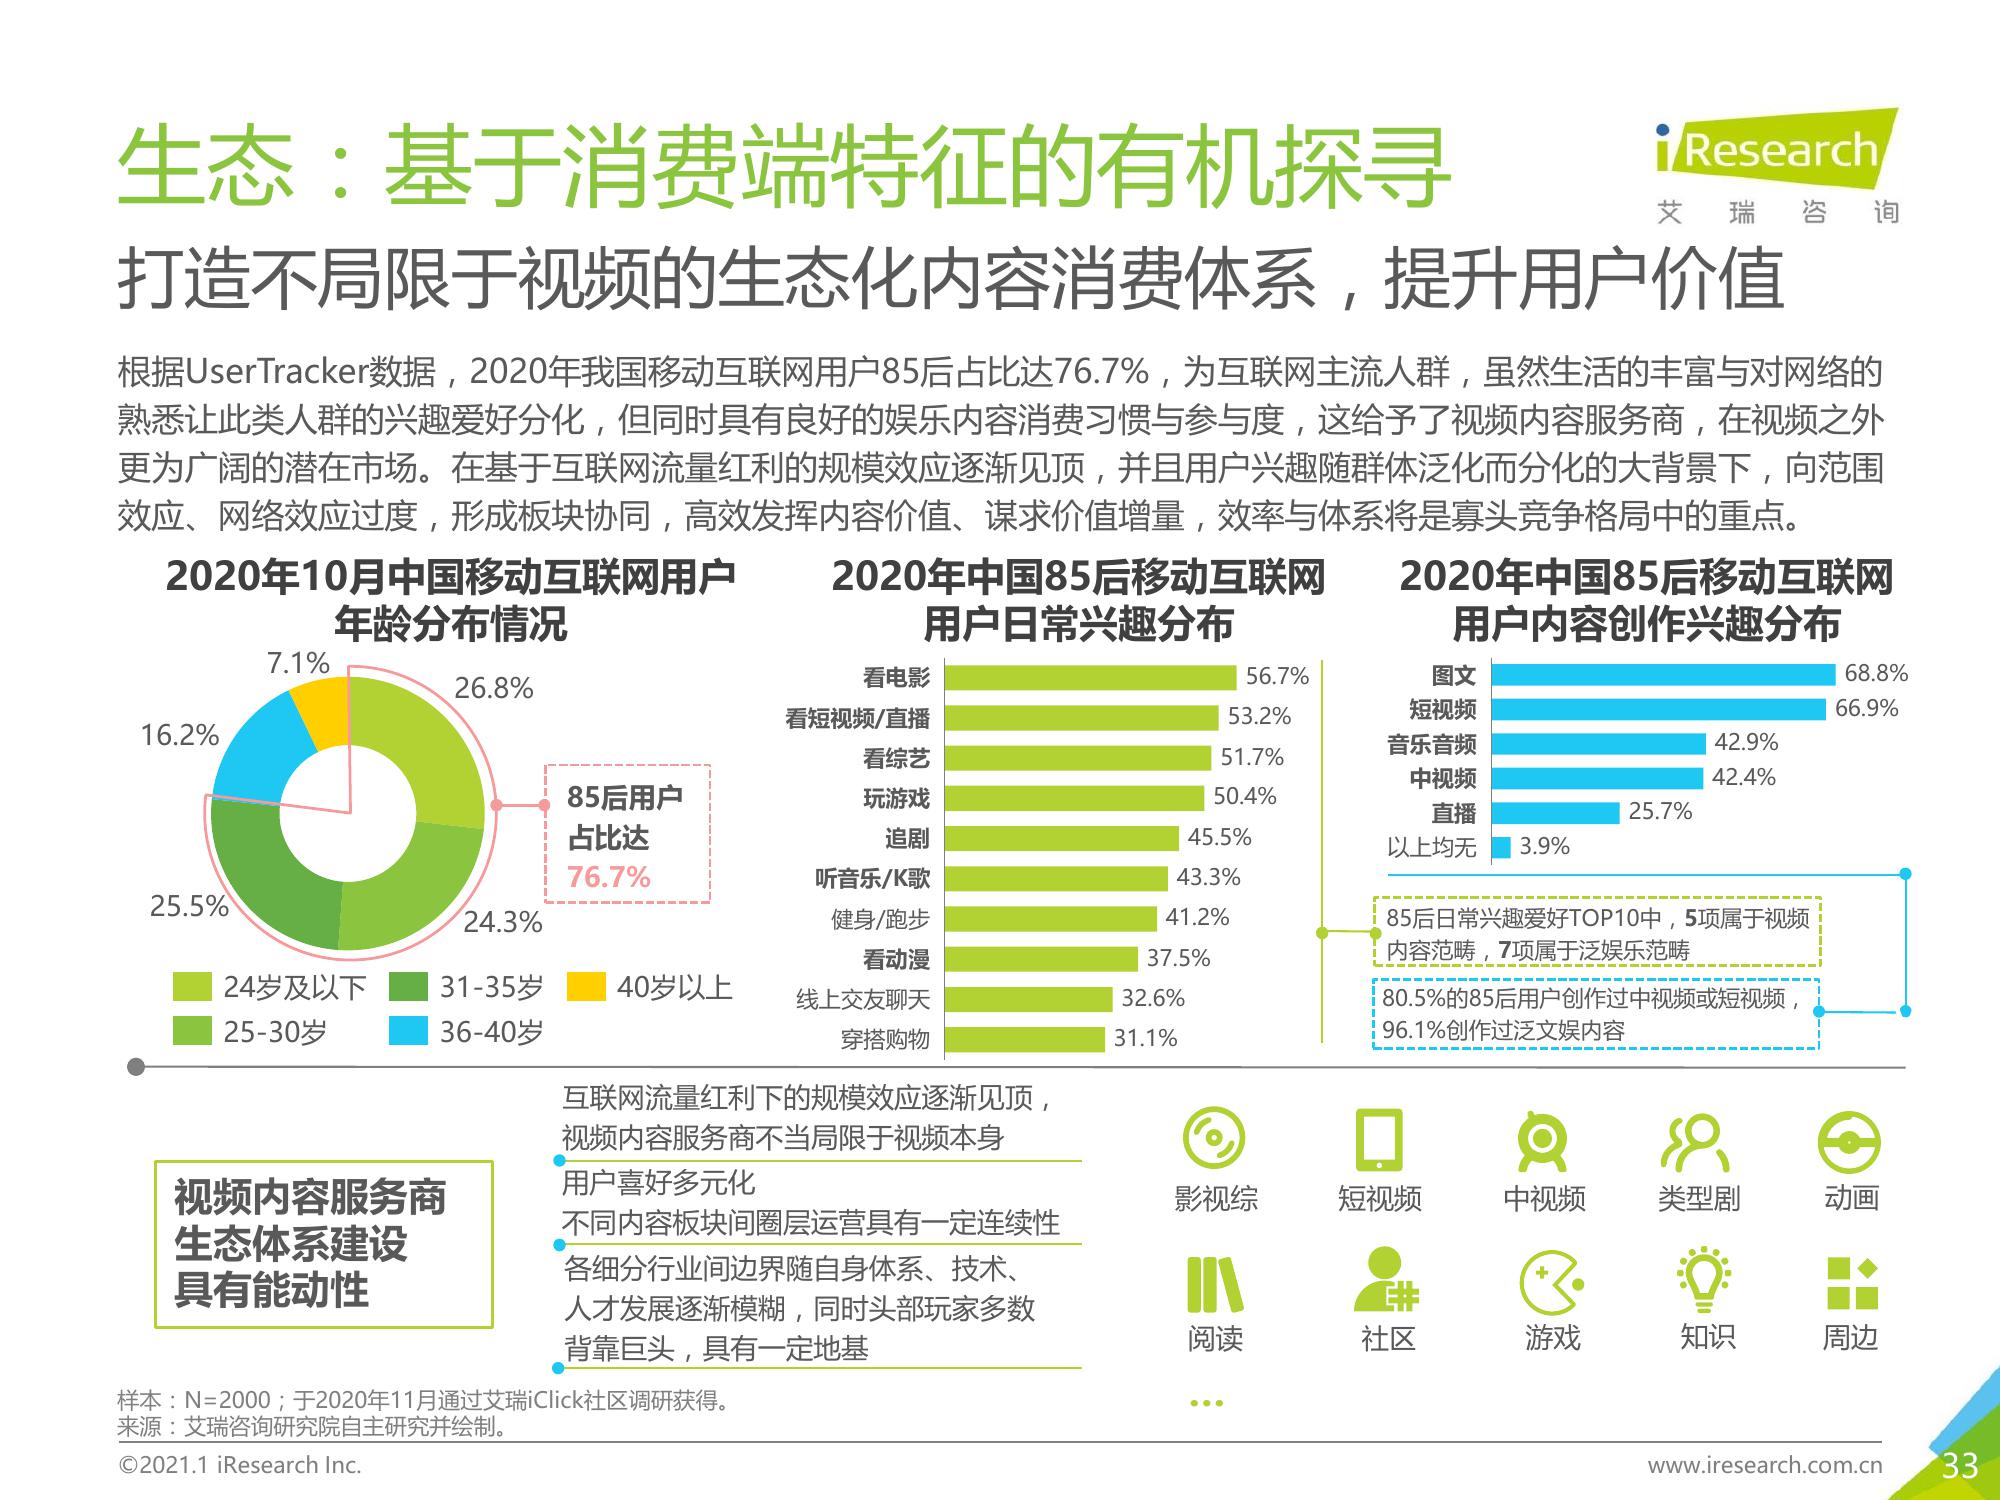 生态：基于消费端特征的有机探寻
iResearch
艾瑞咨询
打造不局限于视频的生态化内容消费体系，提升用户价值
根据UserTracker数据，2020年我国移动互联网用户85后占比达76.7%，为互联网主流人群，虽然生活的丰富与对网络的
熟悉让此类人群的兴趣爱好分化，但同时具有良好的娱乐内容消费习惯与参与度，这给予了视频内容服务商，在视频之外
更为广阔的潜在市场。在基于互联网流量红利的规模效应逐渐见顶，并且用户兴趣随群体泛化而分化的大背景下，向范围
效应、网络效应过度，形成板块协同，高效发挥内容价值、谋求价值增量，效率与体系将是寡头竞争格局中的重点。
2020年10月中国移动互联网用户
年龄分布情况
7.1%
26.8%
16.2%
25.5%
24.3%
85后用户
占比达
76.7%
24岁及以下
31-35岁
40岁以上
25-30岁
36-40岁
2020年中国85后移动互联网
用户日常兴趣分布
看电影 56.7%
看短视频/直播 53.2%
看综艺 51.7%
玩游戏 50.4%
追剧 45.5%
听音乐/K歌 43.3%
健身/跑步 41.2%
看动漫 37.5%
线上交友聊天 32.6%
穿搭购物 31.1%
2020年中国85后移动互联网
用户内容创作兴趣分布
图文 68.8%
短视频 66.9%
音乐音频 42.9%
中视频 42.4%
直播 25.7%
以上均无 3.9%
85后日常兴趣爱好TOP10中，5项属于视频
内容范畴，7项属于泛娱乐范畴
80.5%的85后用户创作过中视频或短视频，
96.1%创作过泛文娱内容
视频内容服务商
生态体系建设
具有能动性
互联网流量红利下的规模效应逐渐见顶，
视频内容服务商不当局限于视频本身
用户喜好多元化
不同内容板块间圈层运营具有一定连续性
各细分行业间边界随自身体系、技术、
人才发展逐渐模糊，同时头部玩家多数
背靠巨头，具有一定地基
影视综
短视频
中视频
类型剧
动画
阅读
社区
游戏
知识
周边
…
样本：N=2000；于2020年11月通过艾瑞iClick社区调研获得。
来源：艾瑞咨询研究院自主研究并绘制。
©2021.1 iResearch Inc.
www.iresearch.com.cn
33